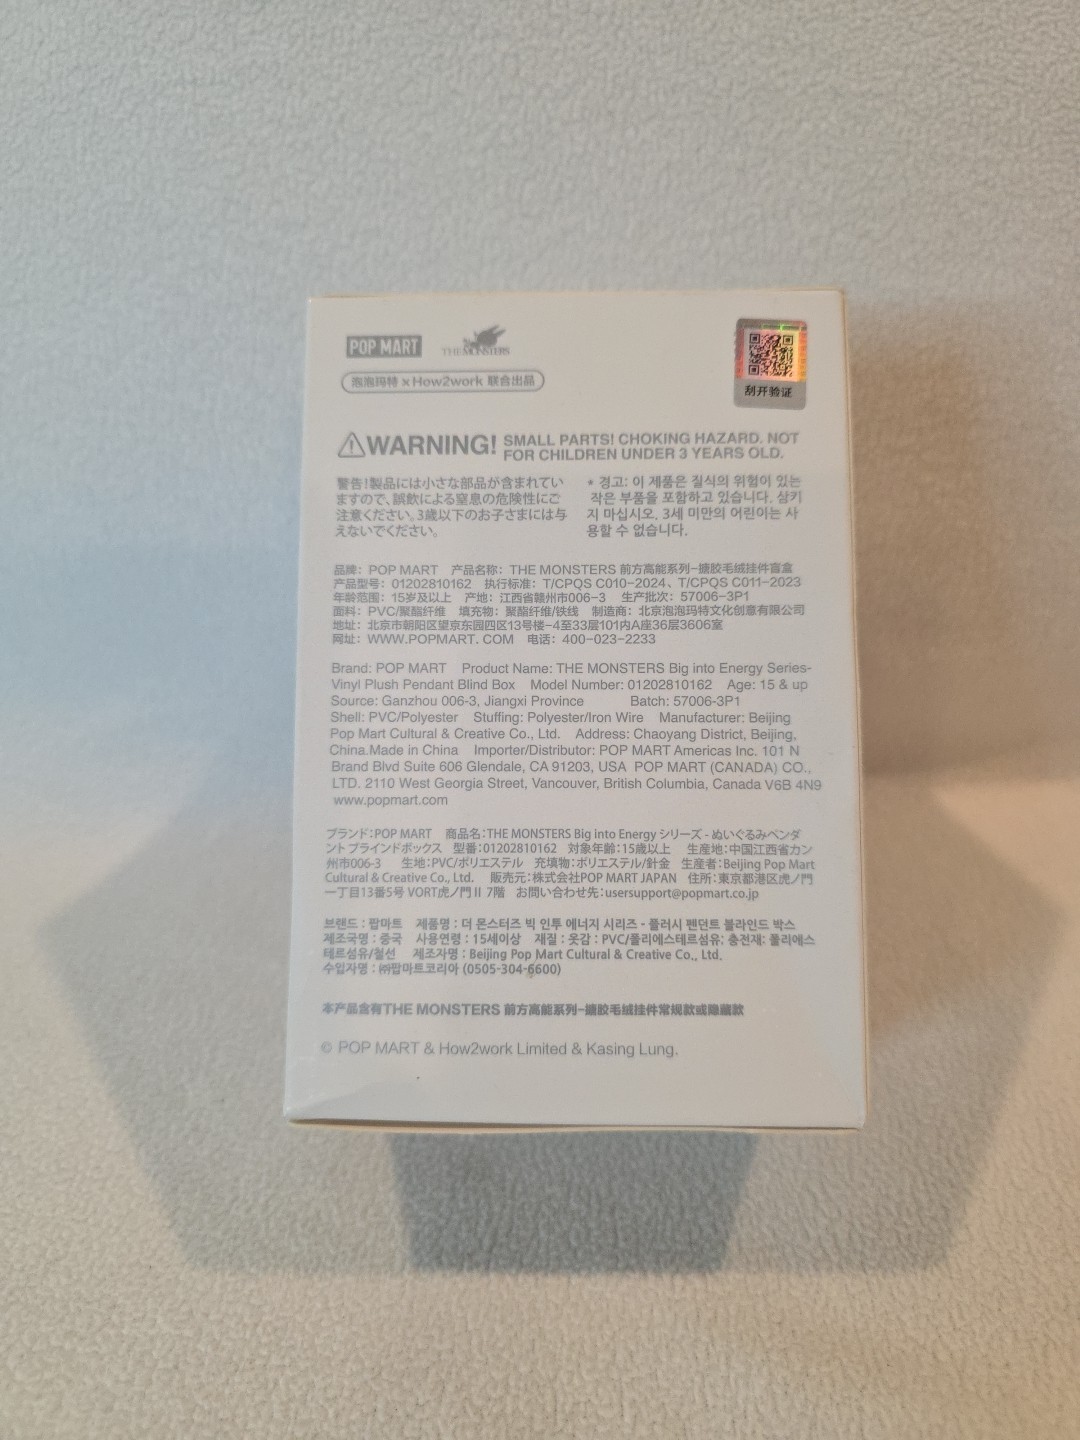 POP MART
THE MONSTERS
泡泡玛特 x How2work 联合出品
刮开验证
WARNING! SMALL PARTS! CHOKING HAZARD. NOT
FOR CHILDREN UNDER 3 YEARS OLD.
警告!製品には小さな部品が含まれてい
ますので、誤飲による窒息の危険性にご
注意ください。3歳以下のお子さまには与
えないでください。
* 경고: 이 제품은 질식의 위험이 있는
작은 부품을 포함하고 있습니다. 삼키
지 마십시오. 3세 미만의 어린이는 사
용할 수 없습니다.
品牌: POP MART 产品名称: THE MONSTERS 前方高能系列-搪胶毛绒挂件盲盒
产品型号: 01202810162 执行标准: T/CPQS C010-2024、T/CPQS C011-2023
年龄范围: 15岁及以上 产地: 江西省赣州市006-3 生产批次: 57006-3P1
面料: PVC/聚酯纤维 填充物: 聚酯纤维/铁线 制造商: 北京泡泡玛特文化创意有限公司
地址: 北京市朝阳区望京东园四区13号楼-4至33层101内A座36层3606室
网址: WWW.POPMART. COM 电话: 400-023-2233
Brand: POP MART Product Name: THE MONSTERS Big into Energy Series-
Vinyl Plush Pendant Blind Box Model Number: 01202810162 Age: 15 & up
Source: Ganzhou 006-3, Jiangxi Province Batch: 57006-3P1
Shell: PVC/Polyester Stuffing: Polyester/Iron Wire Manufacturer: Beijing
Pop Mart Cultural & Creative Co., Ltd. Address: Chaoyang District, Beijing,
China.Made in China Importer/Distributor: POP MART Americas Inc. 101 N
Brand Blvd Suite 606 Glendale, CA 91203, USA POP MART (CANADA) CO.,
LTD. 2110 West Georgia Street, Vancouver, British Columbia, Canada V6B 4N9
www.popmart.com
ブランド:POP MART 商品名:THE MONSTERS Big into Energy シリーズ - ぬいぐるみペンダ
ント ブラインドボックス 型番:01202810162 対象年齢:15歳以上 生産地:中国江西省カン
州市006-3 生地:PVC/ポリエステル 充填物:ポリエステル/針金 生産者:Beijing Pop Mart
Cultural & Creative Co., Ltd. 販売元:株式会社POP MART JAPAN 住所:東京都港区虎ノ門
一丁目13番5号 VORT虎ノ門 II 7階 お問い合わせ先:usersupport@popmart.co.jp
브랜드 : 팝마트 제품명 : 더 몬스터즈 빅 인투 에너지 시리즈 - 플러시 펜던트 블라인드 박스
제조국명 : 중국 사용연령 : 15세이상 재질 : 옷감 : PVC/폴리에스테르섬유; 충전재: 폴리에스
테르섬유/철선 제조자명 : Beijing Pop Mart Cultural & Creative Co., Ltd.
수입자명 : ㈜팝마트코리아 (0505-304-6600)
本产品含有THE MONSTERS 前方高能系列-搪胶毛绒挂件常规款或隐藏款
© POP MART & How2work Limited & Kasing Lung.